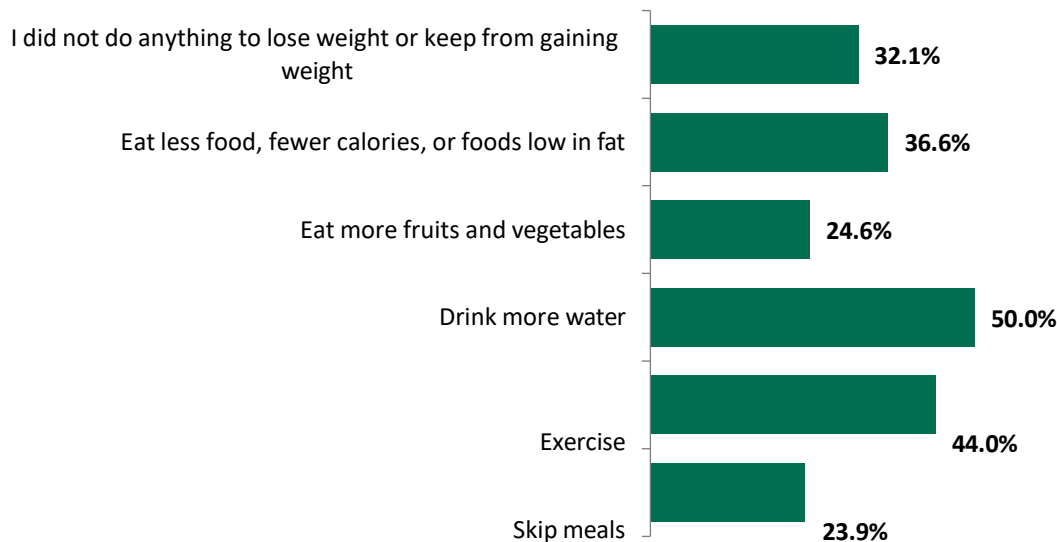 I did not do anything to lose weight or keep from gaining
weight
32.1%
Eat less food, fewer calories, or foods low in fat
36.6%
Eat more fruits and vegetables
24.6%
Drink more water
50.0%
Exercise
44.0%
Skip meals
23.9%